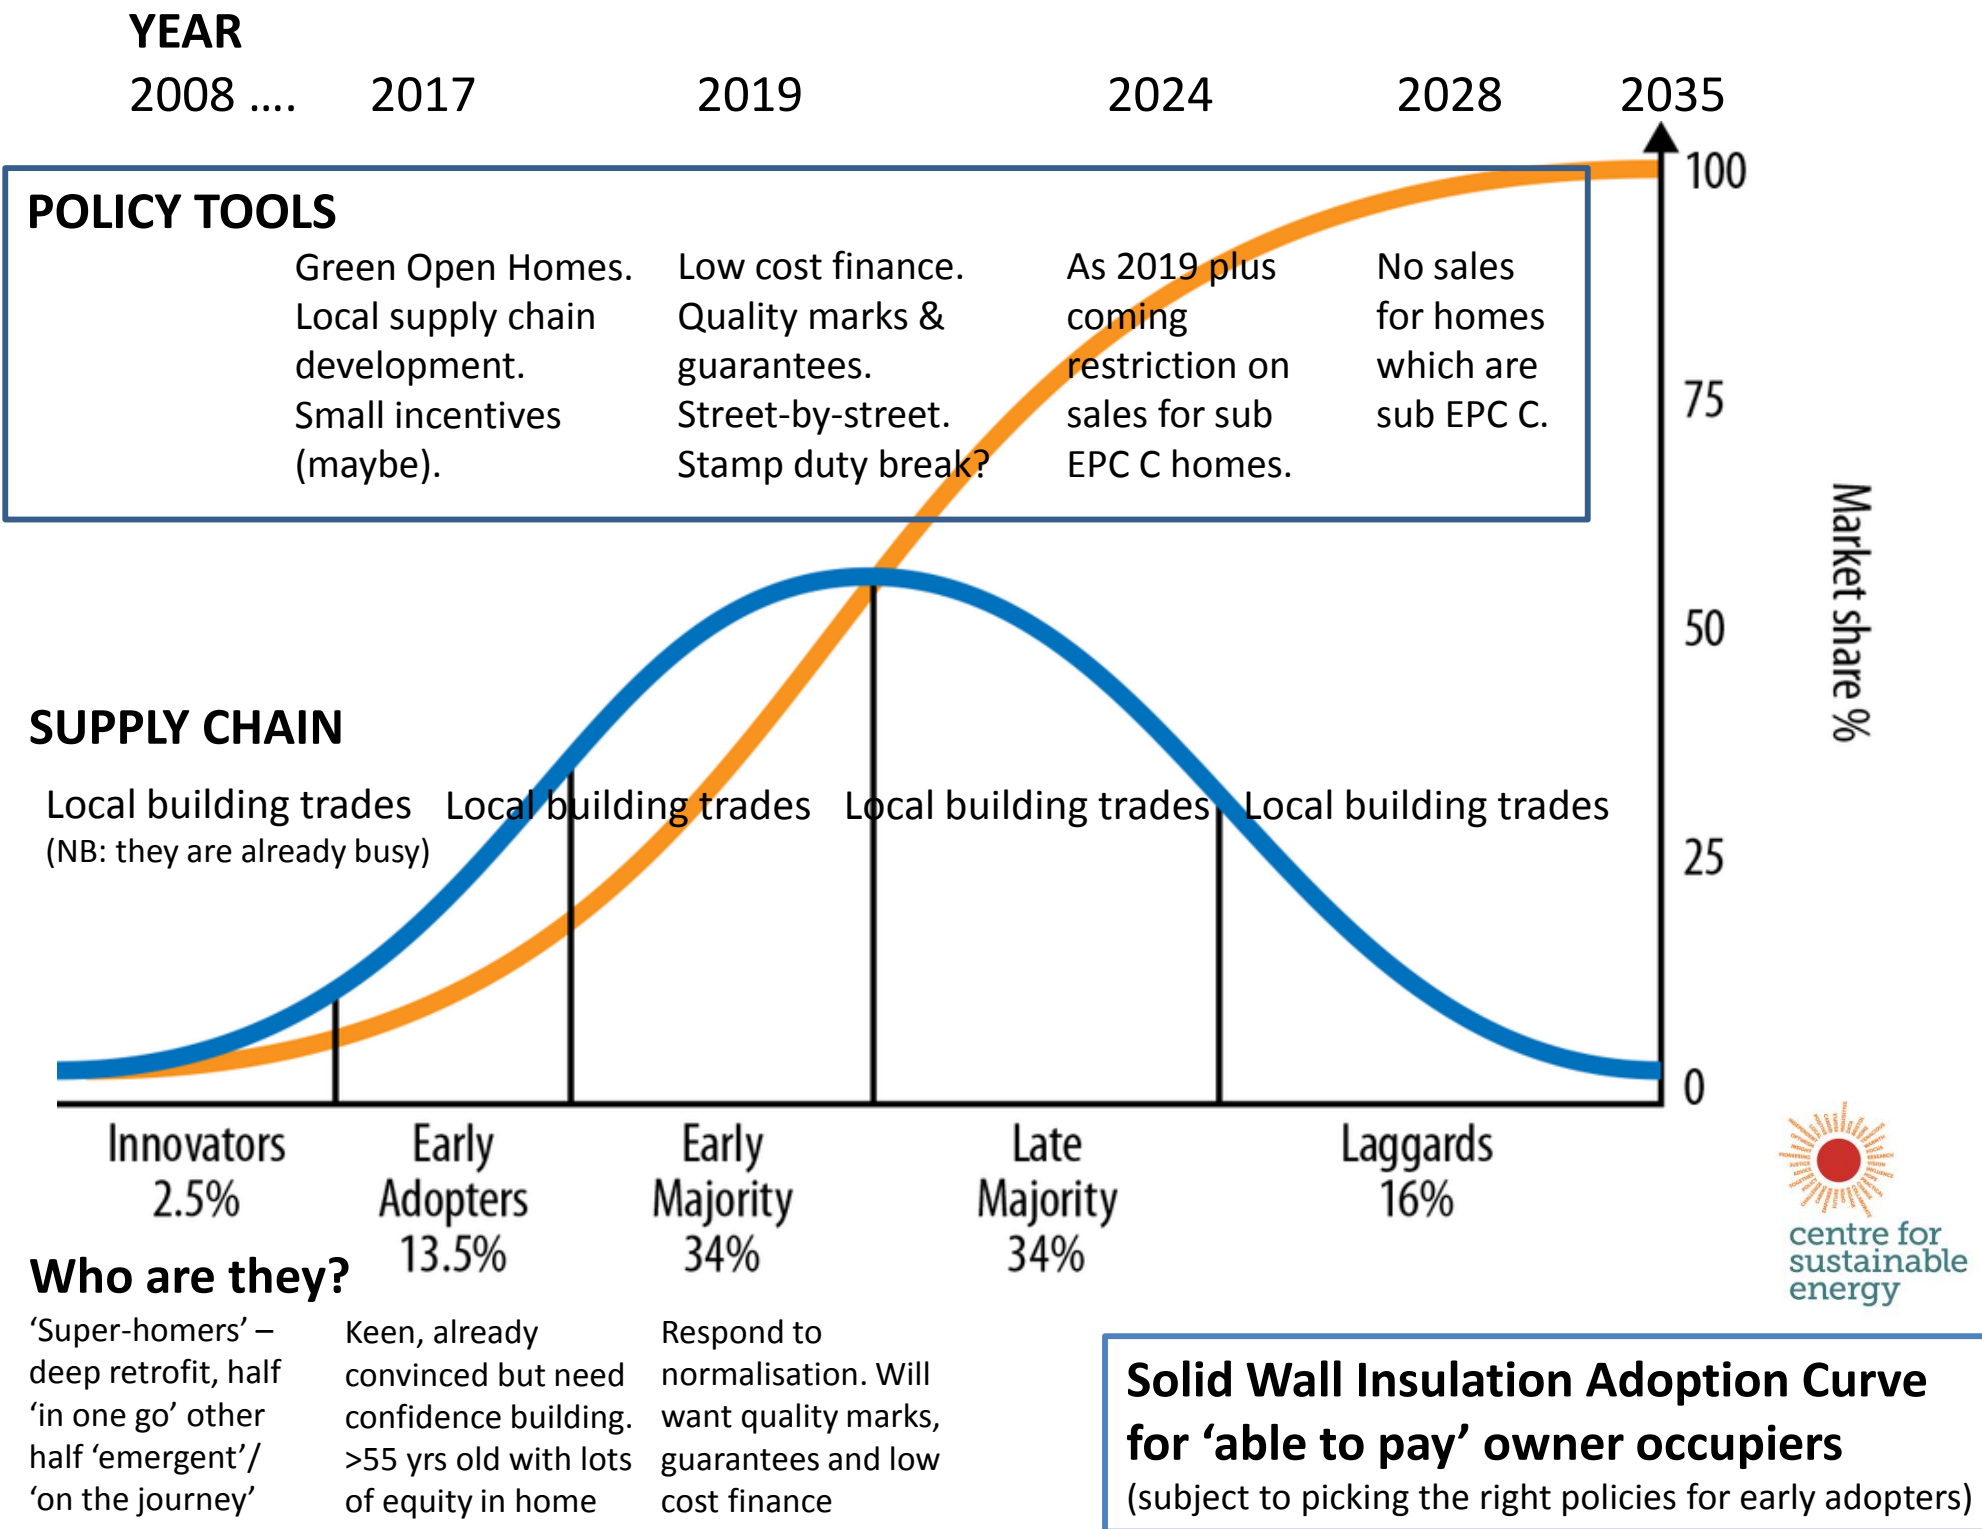 YEAR
2008 .... 2017 2019 2024 2028 2035
POLICY TOOLS
Green Open Homes.
Local supply chain
development.
Small incentives
(maybe).
Low cost finance.
Quality marks &
guarantees.
Street-by-street.
Stamp duty break?
As 2019 plus
coming
restriction on
sales for sub
EPC C homes.
No sales
for homes
which are
sub EPC C.
100
75
50
25
0
Market share %
SUPPLY CHAIN
Local building trades
(NB: they are already busy)
Local building trades
Local building trades
Local building trades
Innovators
2.5%
Early
Adopters
13.5%
Early
Majority
34%
Late
Majority
34%
Laggards
16%
Who are they?
‘Super-homers’ –
deep retrofit, half
‘in one go’ other
half ‘emergent’/
‘on the journey’
Keen, already
convinced but need
confidence building.
>55 yrs old with lots
of equity in home
Respond to
normalisation. Will
want quality marks,
guarantees and low
cost finance
centre for
sustainable
energy
Solid Wall Insulation Adoption Curve
for ‘able to pay’ owner occupiers
(subject to picking the right policies for early adopters)